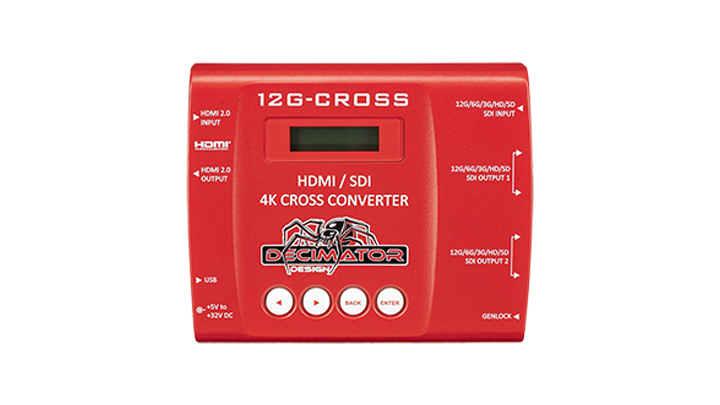 12G-CROSS
HDMI 2.0
INPUT
HDMI
HDMI 2.0
OUTPUT
12G/6G/3G/HD/SD
SDI INPUT
12G/6G/3G/HD/SD
SDI OUTPUT 1
HDMI / SDI
4K CROSS CONVERTER
DECIMATOR
DESIGN
12G/6G/3G/HD/SD
SDI OUTPUT 2
USB
+5V to
+32V DC
BACK
ENTER
GENLOCK